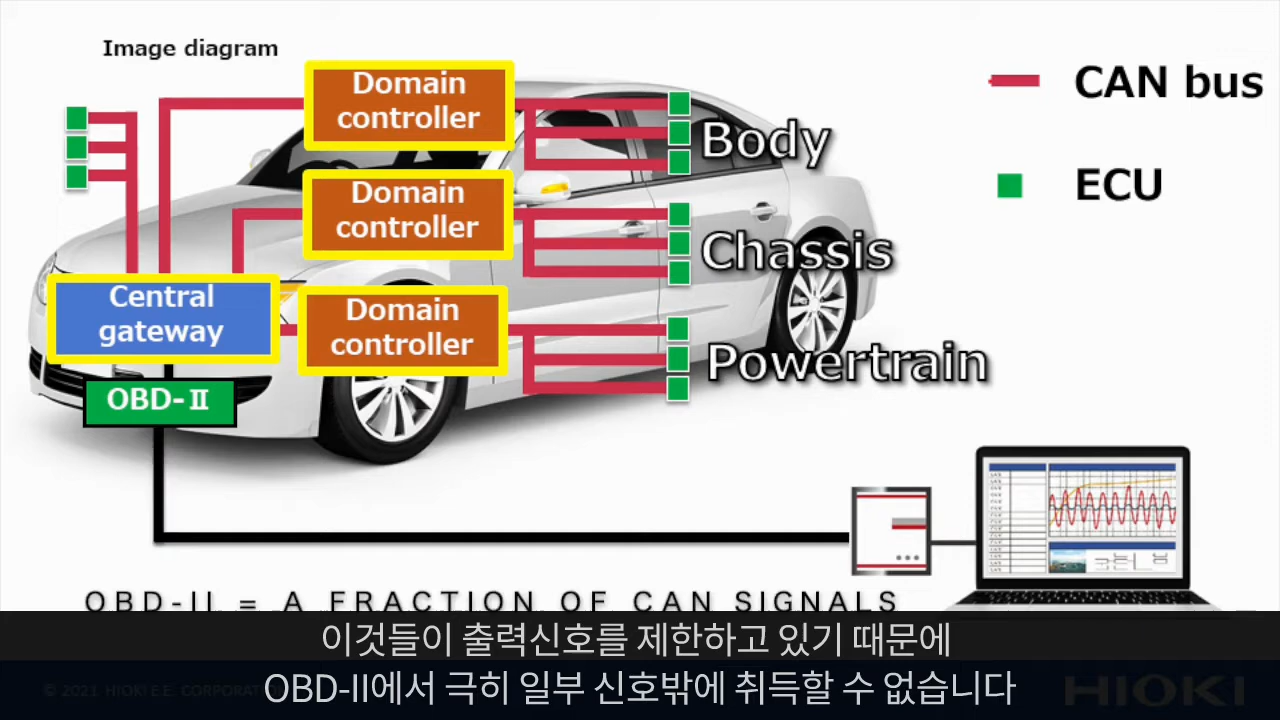 Image diagram
Domain
controller
CAN bus
Body
Domain
controller
ECU
Chassis
Central
gateway
Domain
controller
Powertrain
OBD-II
OBD-II = A FRACTION OF CAN SIGNALS
이것들이 출력신호를 제한하고 있기 때문에
OBD-II에서 극히 일부 신호밖에 취득할 수 없습니다
© 2021 HIOKI E.E. CORPORATION
HIOKI